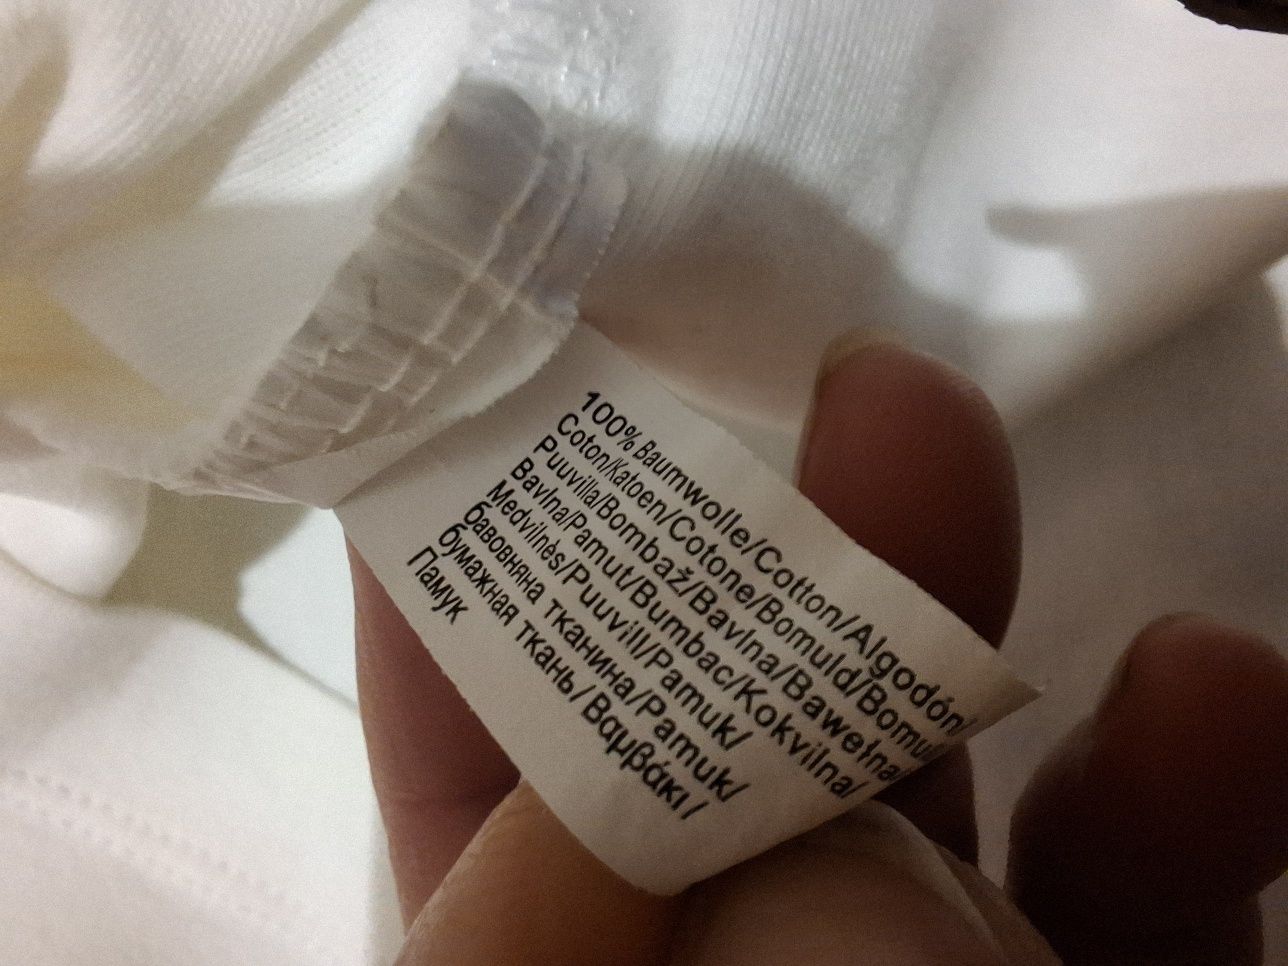 100% Baumwolle/Cotton/Algodón/
Coton/Katoen/Cotone/Bomuld/Bomull/
Puuvilla/Bombaž/Bavlna/Bawełna/
Bavlna/Pamut/Bumbac/Kokvilna/
Medvilnės/Puuvill/Pamuk/
бавовняна тканина/Pamuk/
бумажная ткань/Βαμβάκι/
Памук